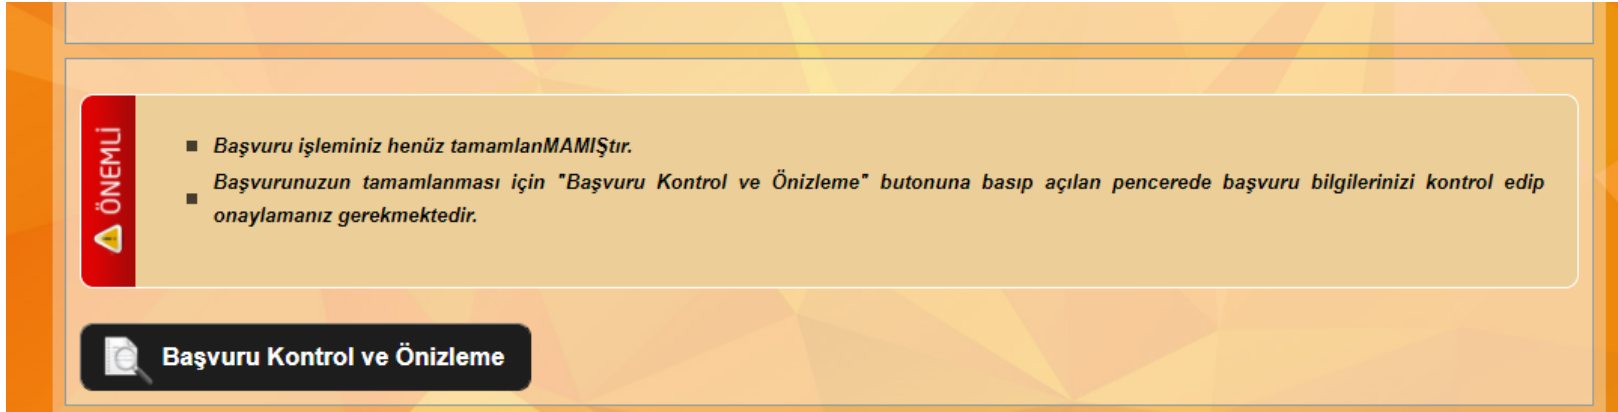 ÖNEMLİ
Başvuru işleminiz henüz tamamlanMAMIŞtır.
Başvurunuzun tamamlanması için "Başvuru Kontrol ve Önizleme" butonuna basıp açılan pencerede başvuru bilgilerinizi kontrol edip
onaylamanız gerekmektedir.
Başvuru Kontrol ve Önizleme